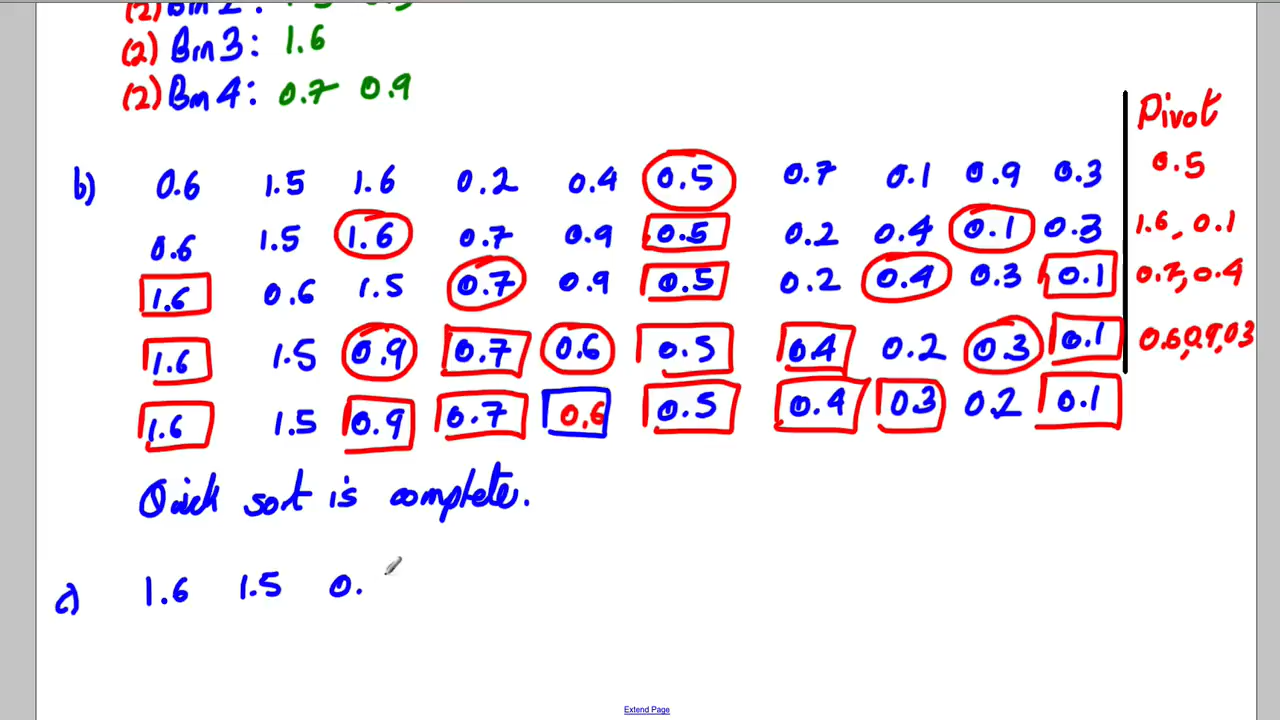 (2) Bin 2:
(2) Bin 3: 1.6
(2) Bin 4: 0.7 0.9
Pivot
b) 0.6 1.5 1.6 0.2 0.4 0.5 0.7 0.1 0.9 0.3 0.5
0.6 1.5 1.6 0.7 0.9 0.5 0.2 0.4 0.1 0.3 1.6, 0.1
1.6 0.6 1.5 0.7 0.9 0.5 0.2 0.4 0.3 0.1 0.7, 0.4
1.6 1.5 0.9 0.7 0.6 0.5 0.4 0.2 0.3 0.1 0.6, 0.9, 03
1.6 1.5 0.9 0.7 0.6 0.5 0.4 03 0.2 0.1
Quick sort is complete.
c) 1.6 1.5 0.
Extend Page